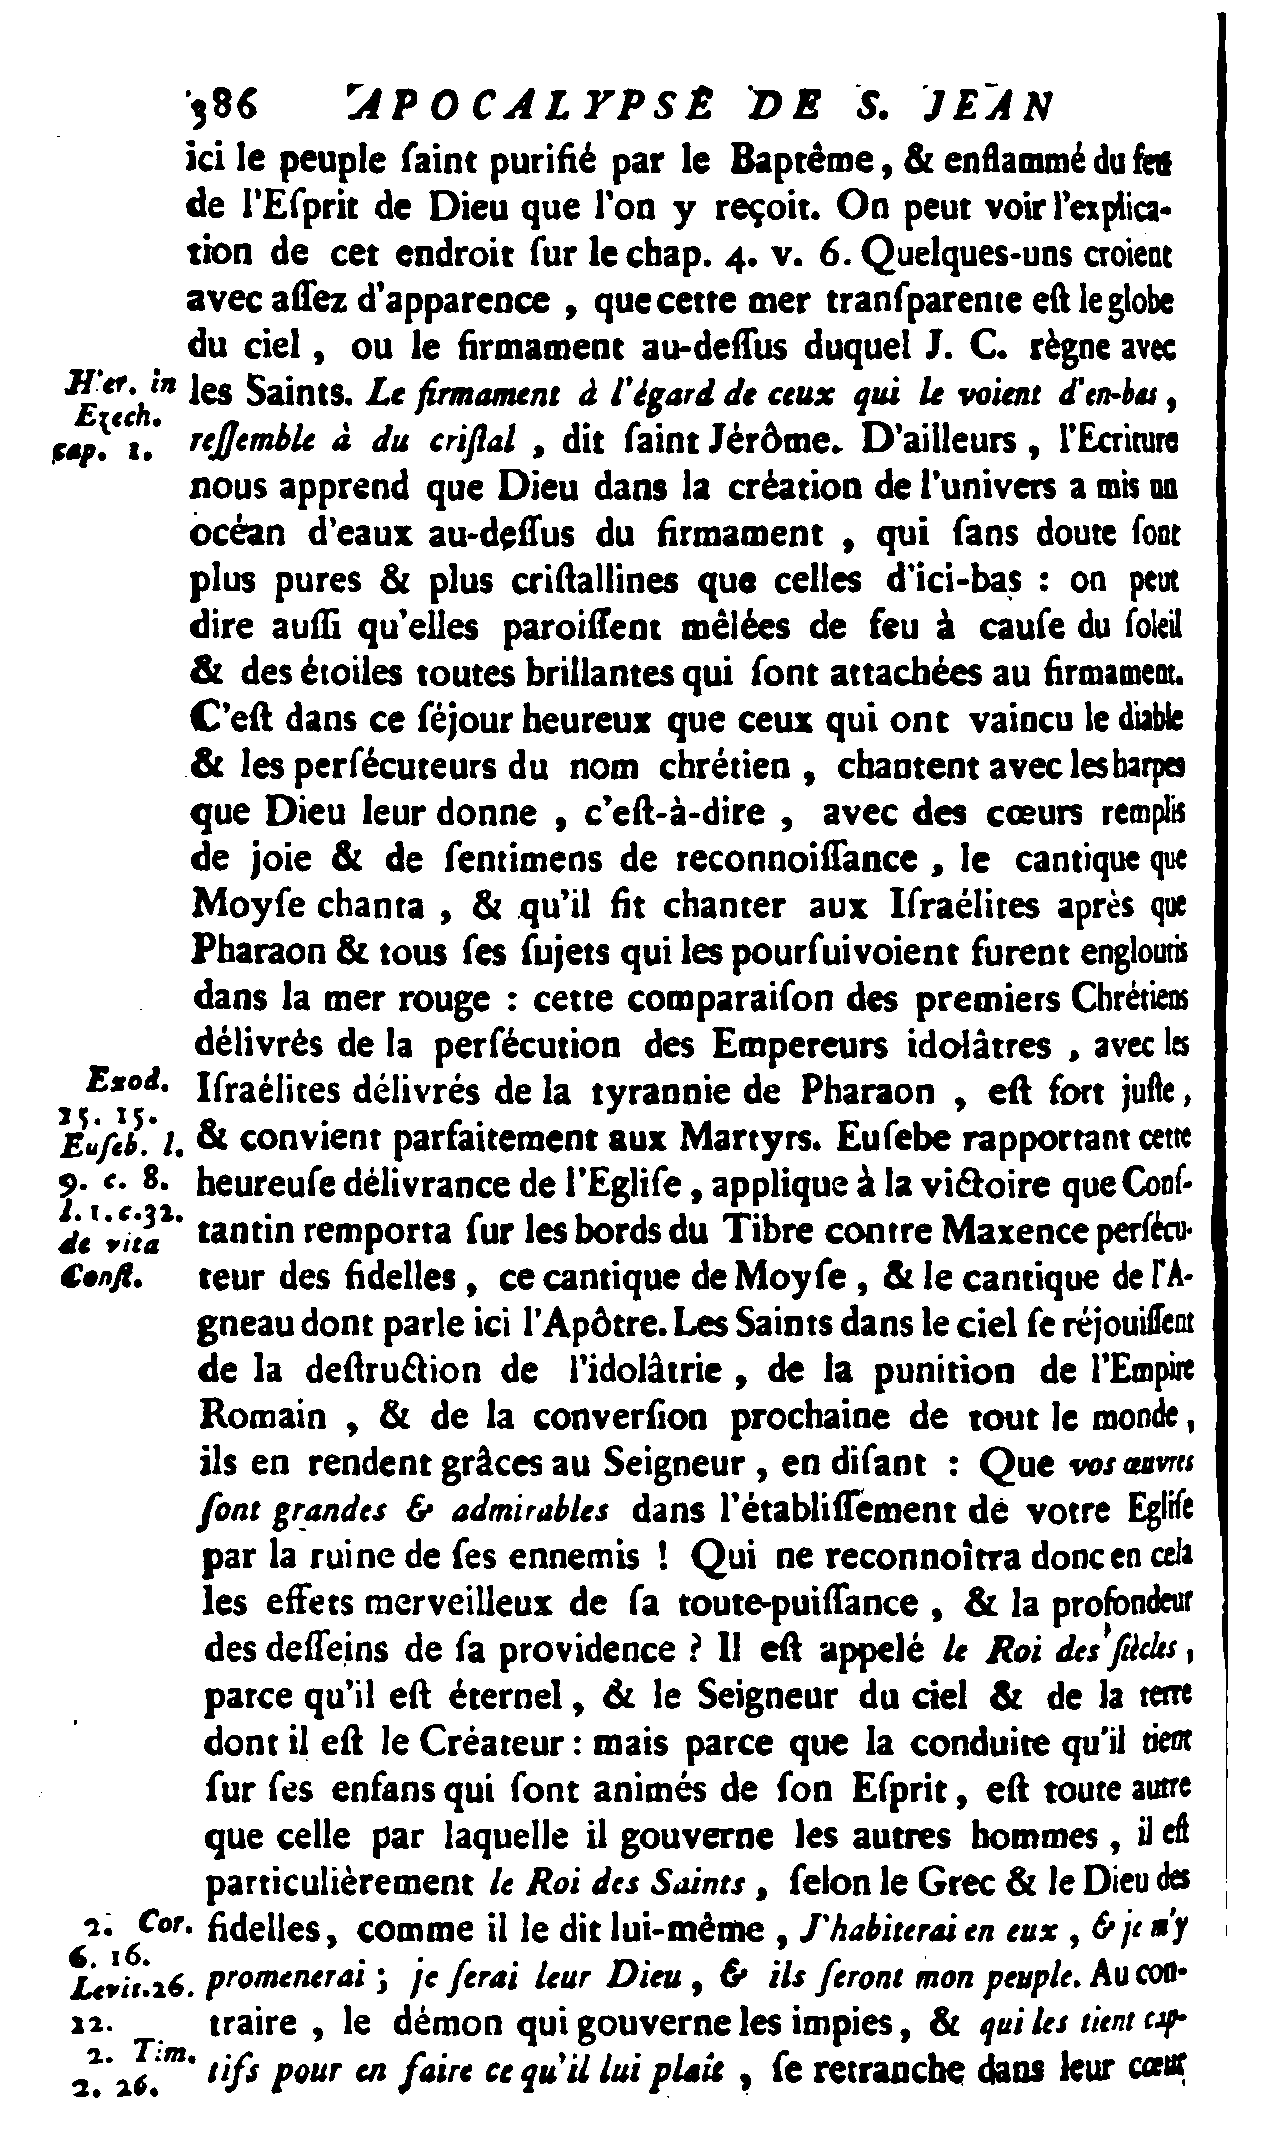 386 APOCALYPSE DE S. JEAN
ici le peuple ſaint purifié par le Baptême, & enflammé du feu
de l'Eſprit de Dieu que l'on y reçoit. On peut voir l'explica-
tion de cet endroit ſur le chap. 4. v. 6. Quelques-uns croient
avec aſſez d'apparence, que cette mer tranſparente eſt le globe
du ciel, ou le firmament au-deſſus duquel J. C. règne avec
Hier. in
Ezech.
cap. 1.
les Saints. Le firmament à l'égard de ceux qui le voient d'en-bas,
reſſemble à du criſtal, dit ſaint Jérôme. D'ailleurs, l'Ecriture
nous apprend que Dieu dans la création de l'univers a mis un
océan d'eaux au-deſſus du firmament, qui ſans doute ſont
plus pures & plus criſtallines que celles d'ici-bas : on peut
dire auſſi qu'elles paroiſſent mêlées de feu à cauſe du ſoleil
& des étoiles toutes brillantes qui ſont attachées au firmament.
C'eſt dans ce ſéjour heureux que ceux qui ont vaincu le diable
& les perſécuteurs du nom chrétien, chantent avec les harpes
que Dieu leur donne, c'eſt-à-dire, avec des cœurs remplis
de joie & de ſentimens de reconnoiſſance, le cantique que
Moyſe chanta, & qu'il fit chanter aux Iſraélites après que
Pharaon & tous ſes ſujets qui les pourſuivoient furent engloutis
dans la mer rouge : cette comparaiſon des premiers Chrétiens
délivrés de la perſécution des Empereurs idolâtres, avec les
Exod.
15. 15.
Euſeb. l.
9. c. 8.
l. 1. c. 32.
de vita
Conſt.
Iſraélites délivrés de la tyrannie de Pharaon, eſt fort juſte,
& convient parfaitement aux Martyrs. Euſebe rapportant cette
heureuſe délivrance de l'Egliſe, applique à la victoire que Conſ-
tantin remporta ſur les bords du Tibre contre Maxence perſécu-
teur des fidelles, ce cantique de Moyſe, & le cantique de l'A-
gneau dont parle ici l'Apôtre. Les Saints dans le ciel ſe réjouiſſent
de la deſtruction de l'idolâtrie, de la punition de l'Empire
Romain, & de la converſion prochaine de tout le monde,
ils en rendent grâces au Seigneur, en diſant : Que vos œuvres
ſont grandes & admirables dans l'établiſſement de votre Egliſe
par la ruine de ſes ennemis ! Qui ne reconnoîtra donc en cela
les effets merveilleux de ſa toute-puiſſance, & la profondeur
des deſſeins de ſa providence ? Il eſt appelé le Roi des ſiècles,
parce qu'il eſt éternel, & le Seigneur du ciel & de la terre
dont il eſt le Créateur : mais parce que la conduite qu'il tient
ſur ſes enfans qui ſont animés de ſon Eſprit, eſt toute autre
que celle par laquelle il gouverne les autres hommes, il eſt
particulièrement le Roi des Saints, ſelon le Grec & le Dieu des
2. Cor.
6. 16.
Levit. 26.
12.
2. Tim.
2. 26.
fidelles, comme il le dit lui-même, J'habiterai en eux, & je m'y
promenerai ; je ſerai leur Dieu, & ils ſeront mon peuple. Au con-
traire, le démon qui gouverne les impies, & qui les tient cap-
tifs pour en faire ce qu'il lui plaît, ſe retranche dans leur cœur